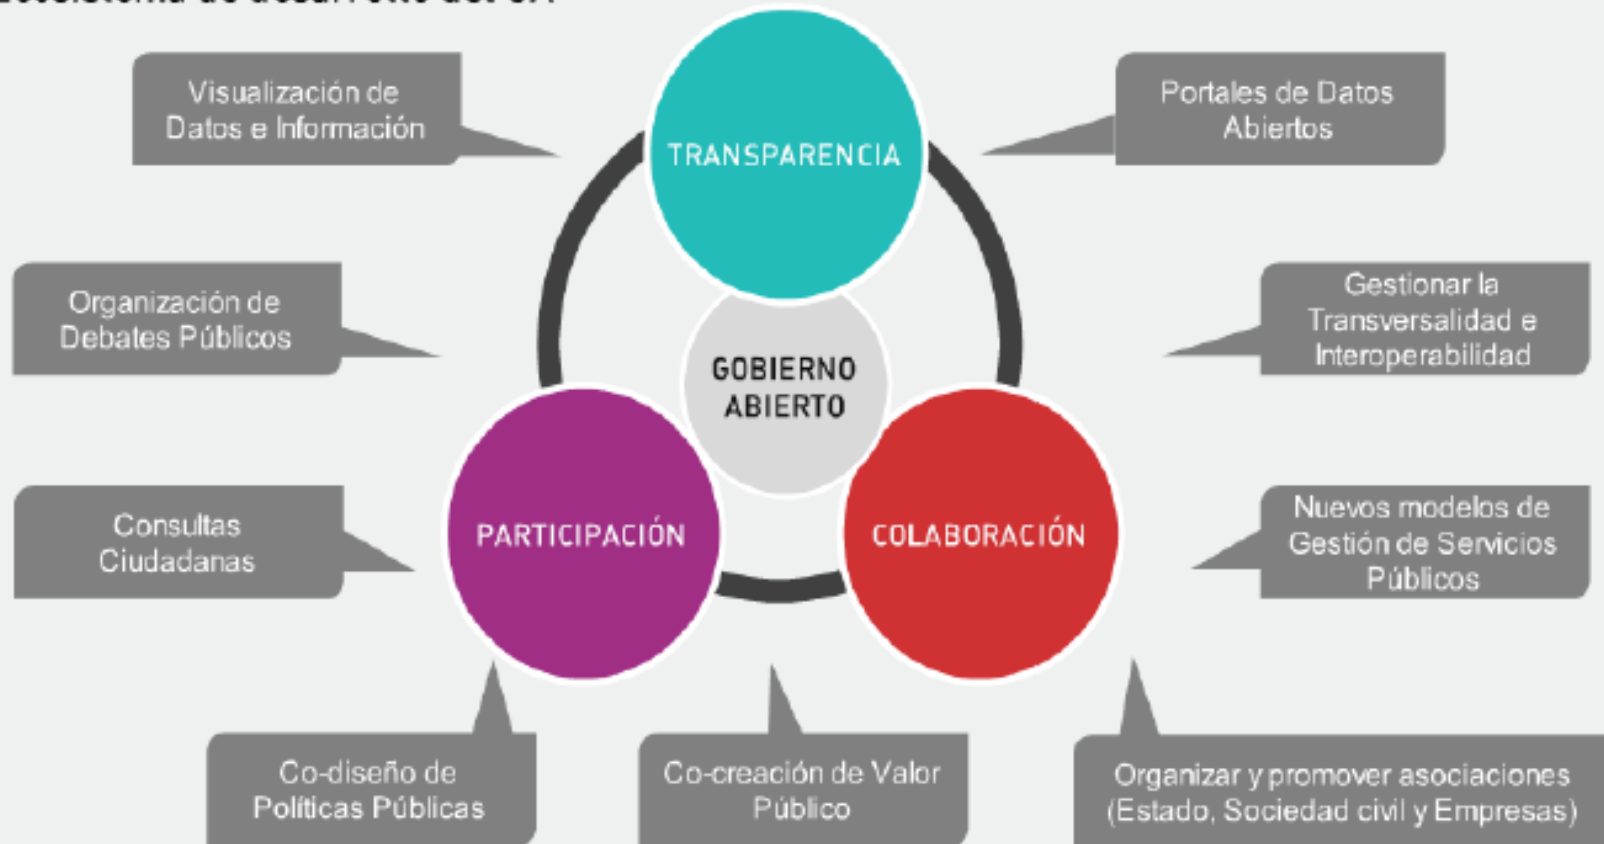 Visualización de
Datos e Información
TRANSPARENCIA
Portales de Datos
Abiertos
Organización de
Debates Públicos
GOBIERNO
ABIERTO
Gestionar la
Transversalidad e
Interoperabilidad
Consultas
Ciudadanas
PARTICIPACIÓN
COLABORACIÓN
Nuevos modelos de
Gestión de Servicios
Públicos
Co-diseño de
Políticas Públicas
Co-creación de Valor
Público
Organizar y promover asociaciones
(Estado, Sociedad civil y Empresas)